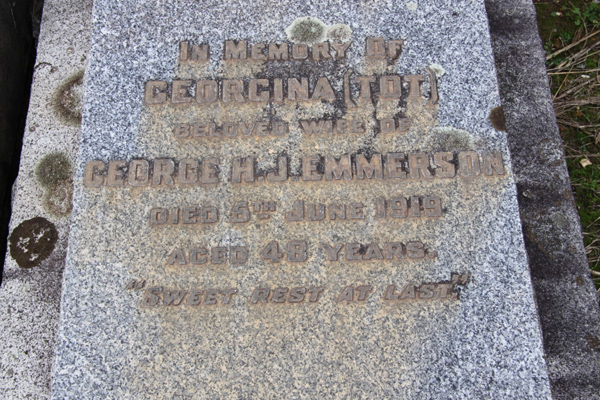 IN MEMORY OF
GEORGINA (TOT)
BELOVED WIFE OF
GEORGE H.J. EMMERSON
DIED 5TH JUNE 1919
AGED 48 YEARS.
"SWEET REST AT LAST."